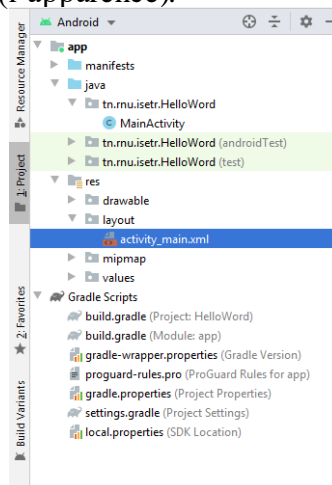 (l'apparence).
Android
app
manifests
java
tn.rnu.isetr.HelloWord
MainActivity
tn.rnu.isetr.HelloWord (androidTest)
tn.rnu.isetr.HelloWord (test)
res
drawable
layout
activity_main.xml
mipmap
values
Gradle Scripts
build.gradle (Project: HelloWord)
build.gradle (Module: app)
gradle-wrapper.properties (Gradle Version)
proguard-rules.pro (ProGuard Rules for app)
gradle.properties (Project Properties)
settings.gradle (Project Settings)
local.properties (SDK Location)
Resource Manager
1: Project
2: Favorites
Build Variants